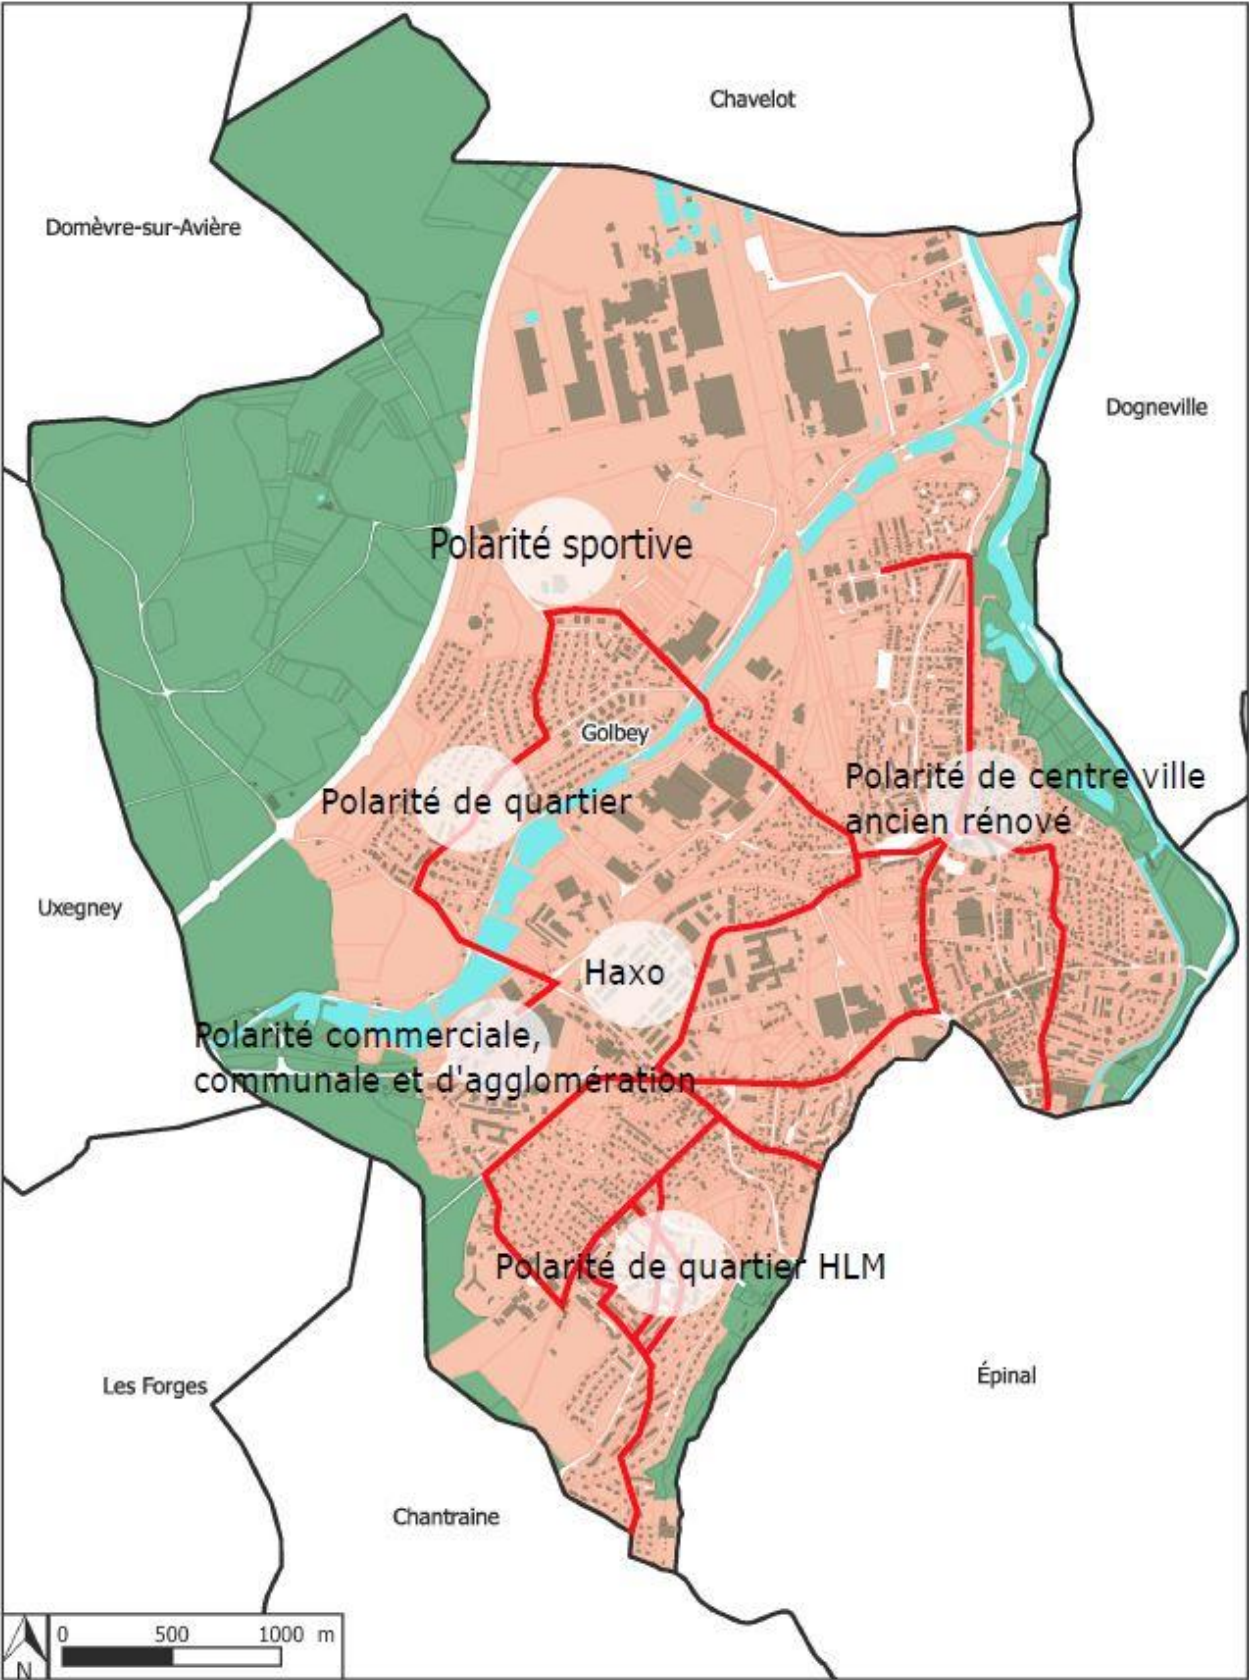 Chavelot
Domèvre-sur-Avière
Dogneville
Polarité sportive
Golbey
Polarité de centre ville
ancien rénové
Polarité de quartier
Uxegney
Haxo
Polarité commerciale,
communale et d'agglomération
Polarité de quartier HLM
Épinal
Les Forges
Chantraine
0 500 1000 m
N